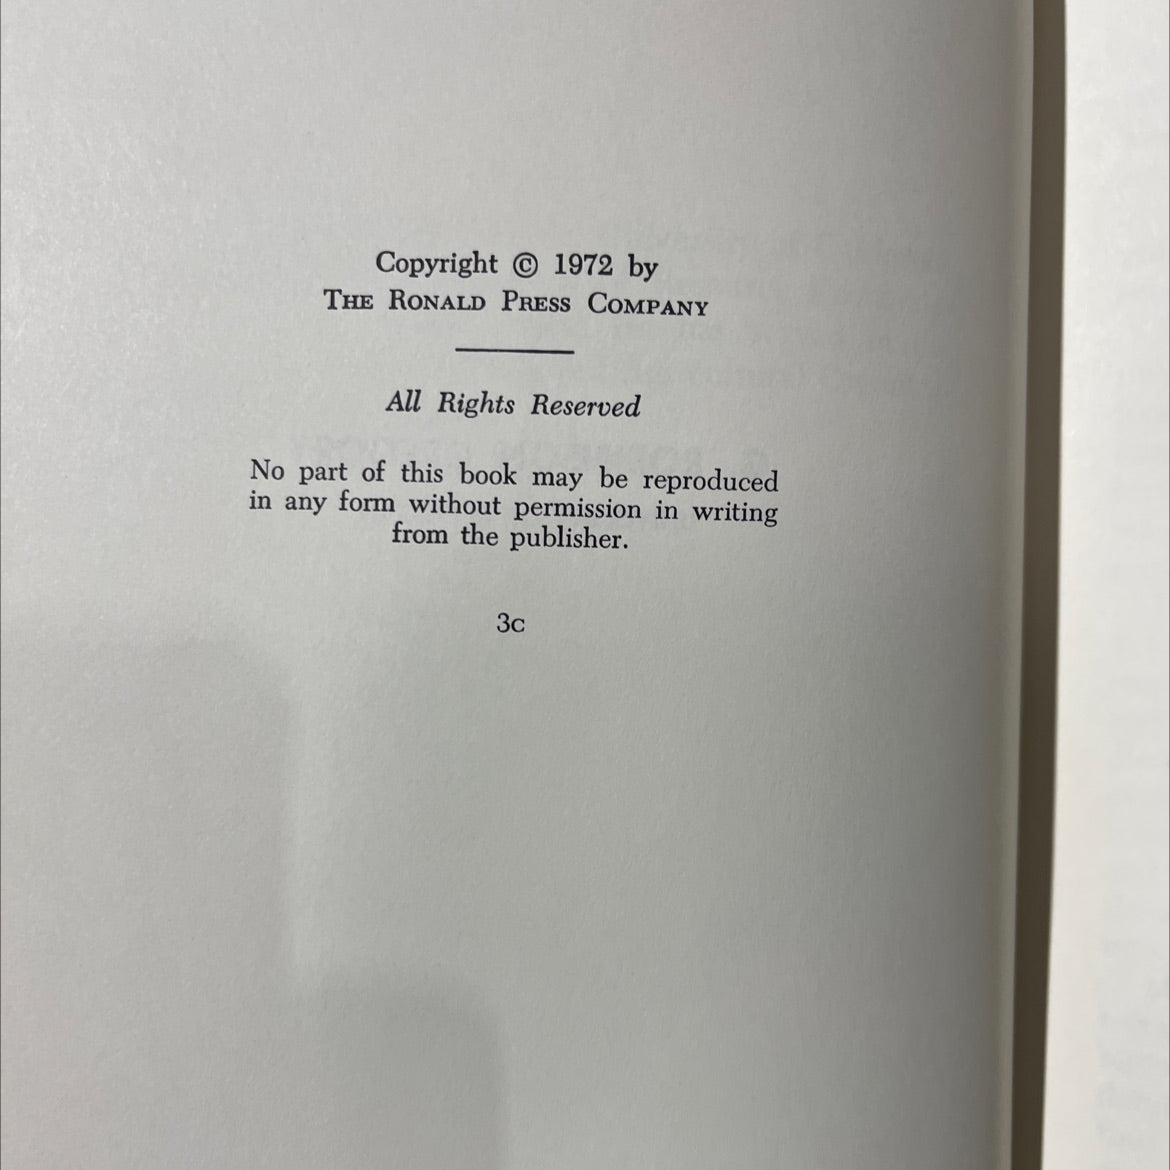 Copyright © 1972 by
THE RONALD PRESS COMPANY
All Rights Reserved
No part of this book may be reproduced
in any form without permission in writing
from the publisher.
3c